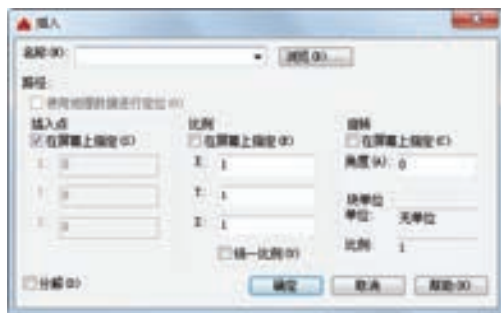 插入
名称(N):
浏览(B)...
路径:
使用地理数据进行定位(G)
插入点
在屏幕上指定(S)
X: 0
Y: 0
Z: 0
比例
在屏幕上指定(E)
X: 1
Y: 1
Z: 1
统一比例(U)
旋转
在屏幕上指定(C)
角度(A): 0
块单位
单位: 无单位
比例: 1
分解(D)
确定
取消
帮助(H)